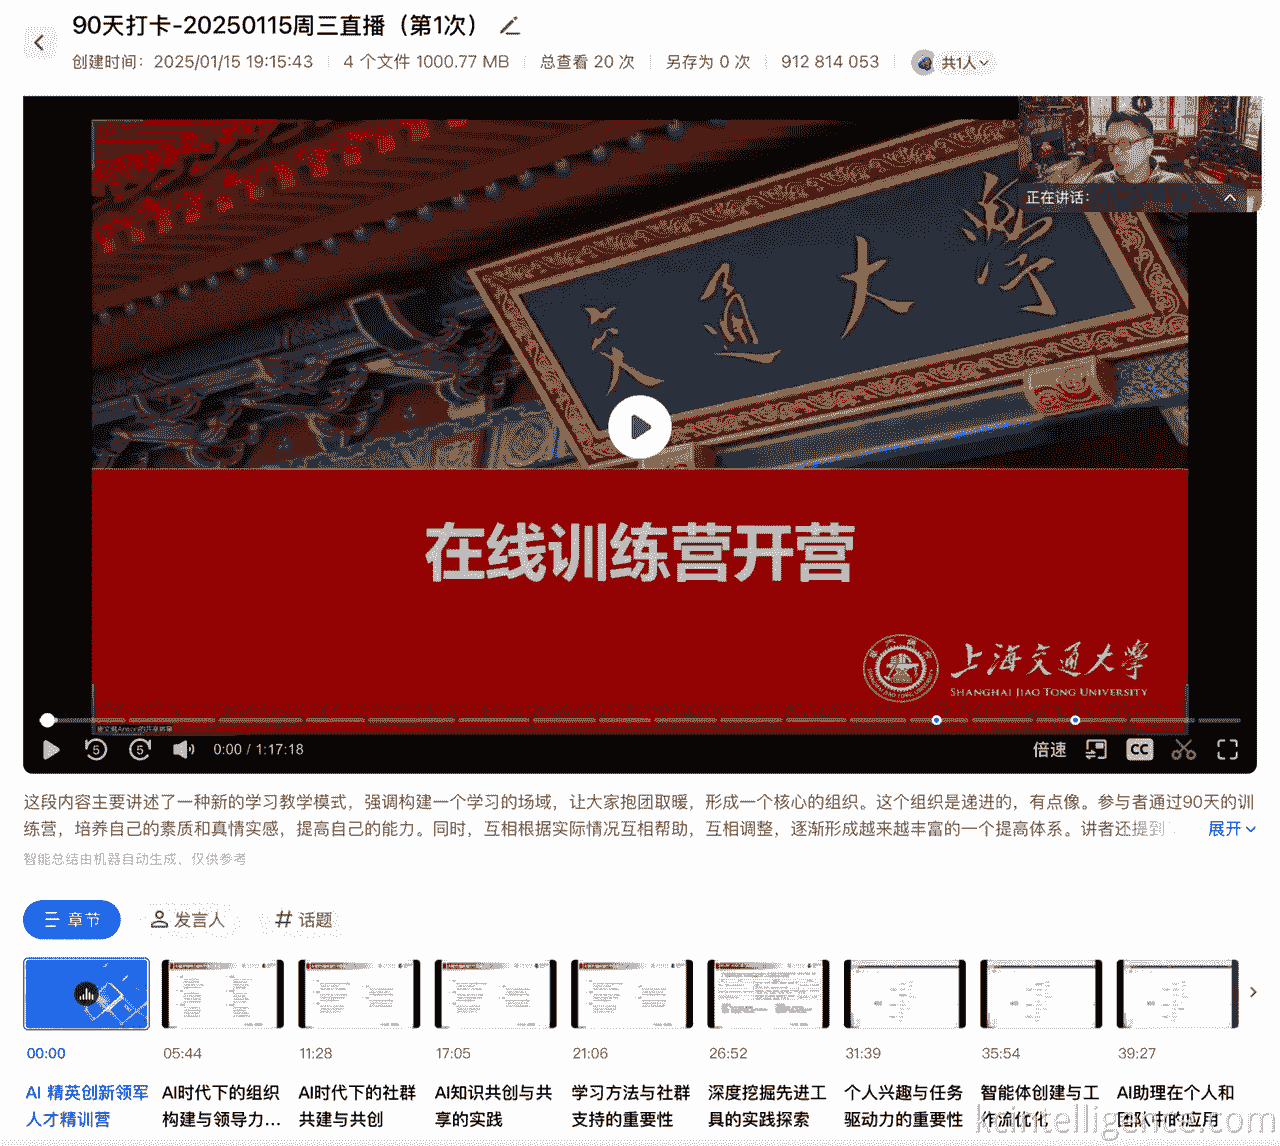 90天打卡-20250115周三直播（第1次）
创建时间：2025/01/15 19:15:43 4 个文件 1000.77 MB 总查看 20 次 另存为 0 次 912 814 053 共1人
正在讲话：
交通大学
在线训练营开营
上海交通大学
SHANGHAI JIAO TONG UNIVERSITY
5 5 0:00 / 1:17:18 倍速 CC
这段内容主要讲述了一种新的学习教学模式，强调构建一个学习的场域，让大家抱团取暖，形成一个核心的组织。这个组织是递进的，有点像。参与者通过90天的训
练营，培养自己的素质和真情实感，提高自己的能力。同时，互相根据实际情况互相帮助，互相调整，逐渐形成越来越丰富的一个提高体系。讲者还提到 展开
智能总结由机器自动生成，仅供参考
章节 发言人 # 话题
00:00 05:44 11:28 17:05 21:06 26:52 31:39 35:54 39:27
AI 精英创新领军 AI时代下的组织 AI时代下的社群 AI知识共创与共 学习方法与社群 深度挖掘先进工 个人兴趣与任务 智能体创建与工 AI助理在个人和
人才精训营 构建与领导力... 共建与共创 享的实践 支持的重要性 具的实践探索 驱动力的重要性 作流优化 团队中的应用
kcintelligence.com